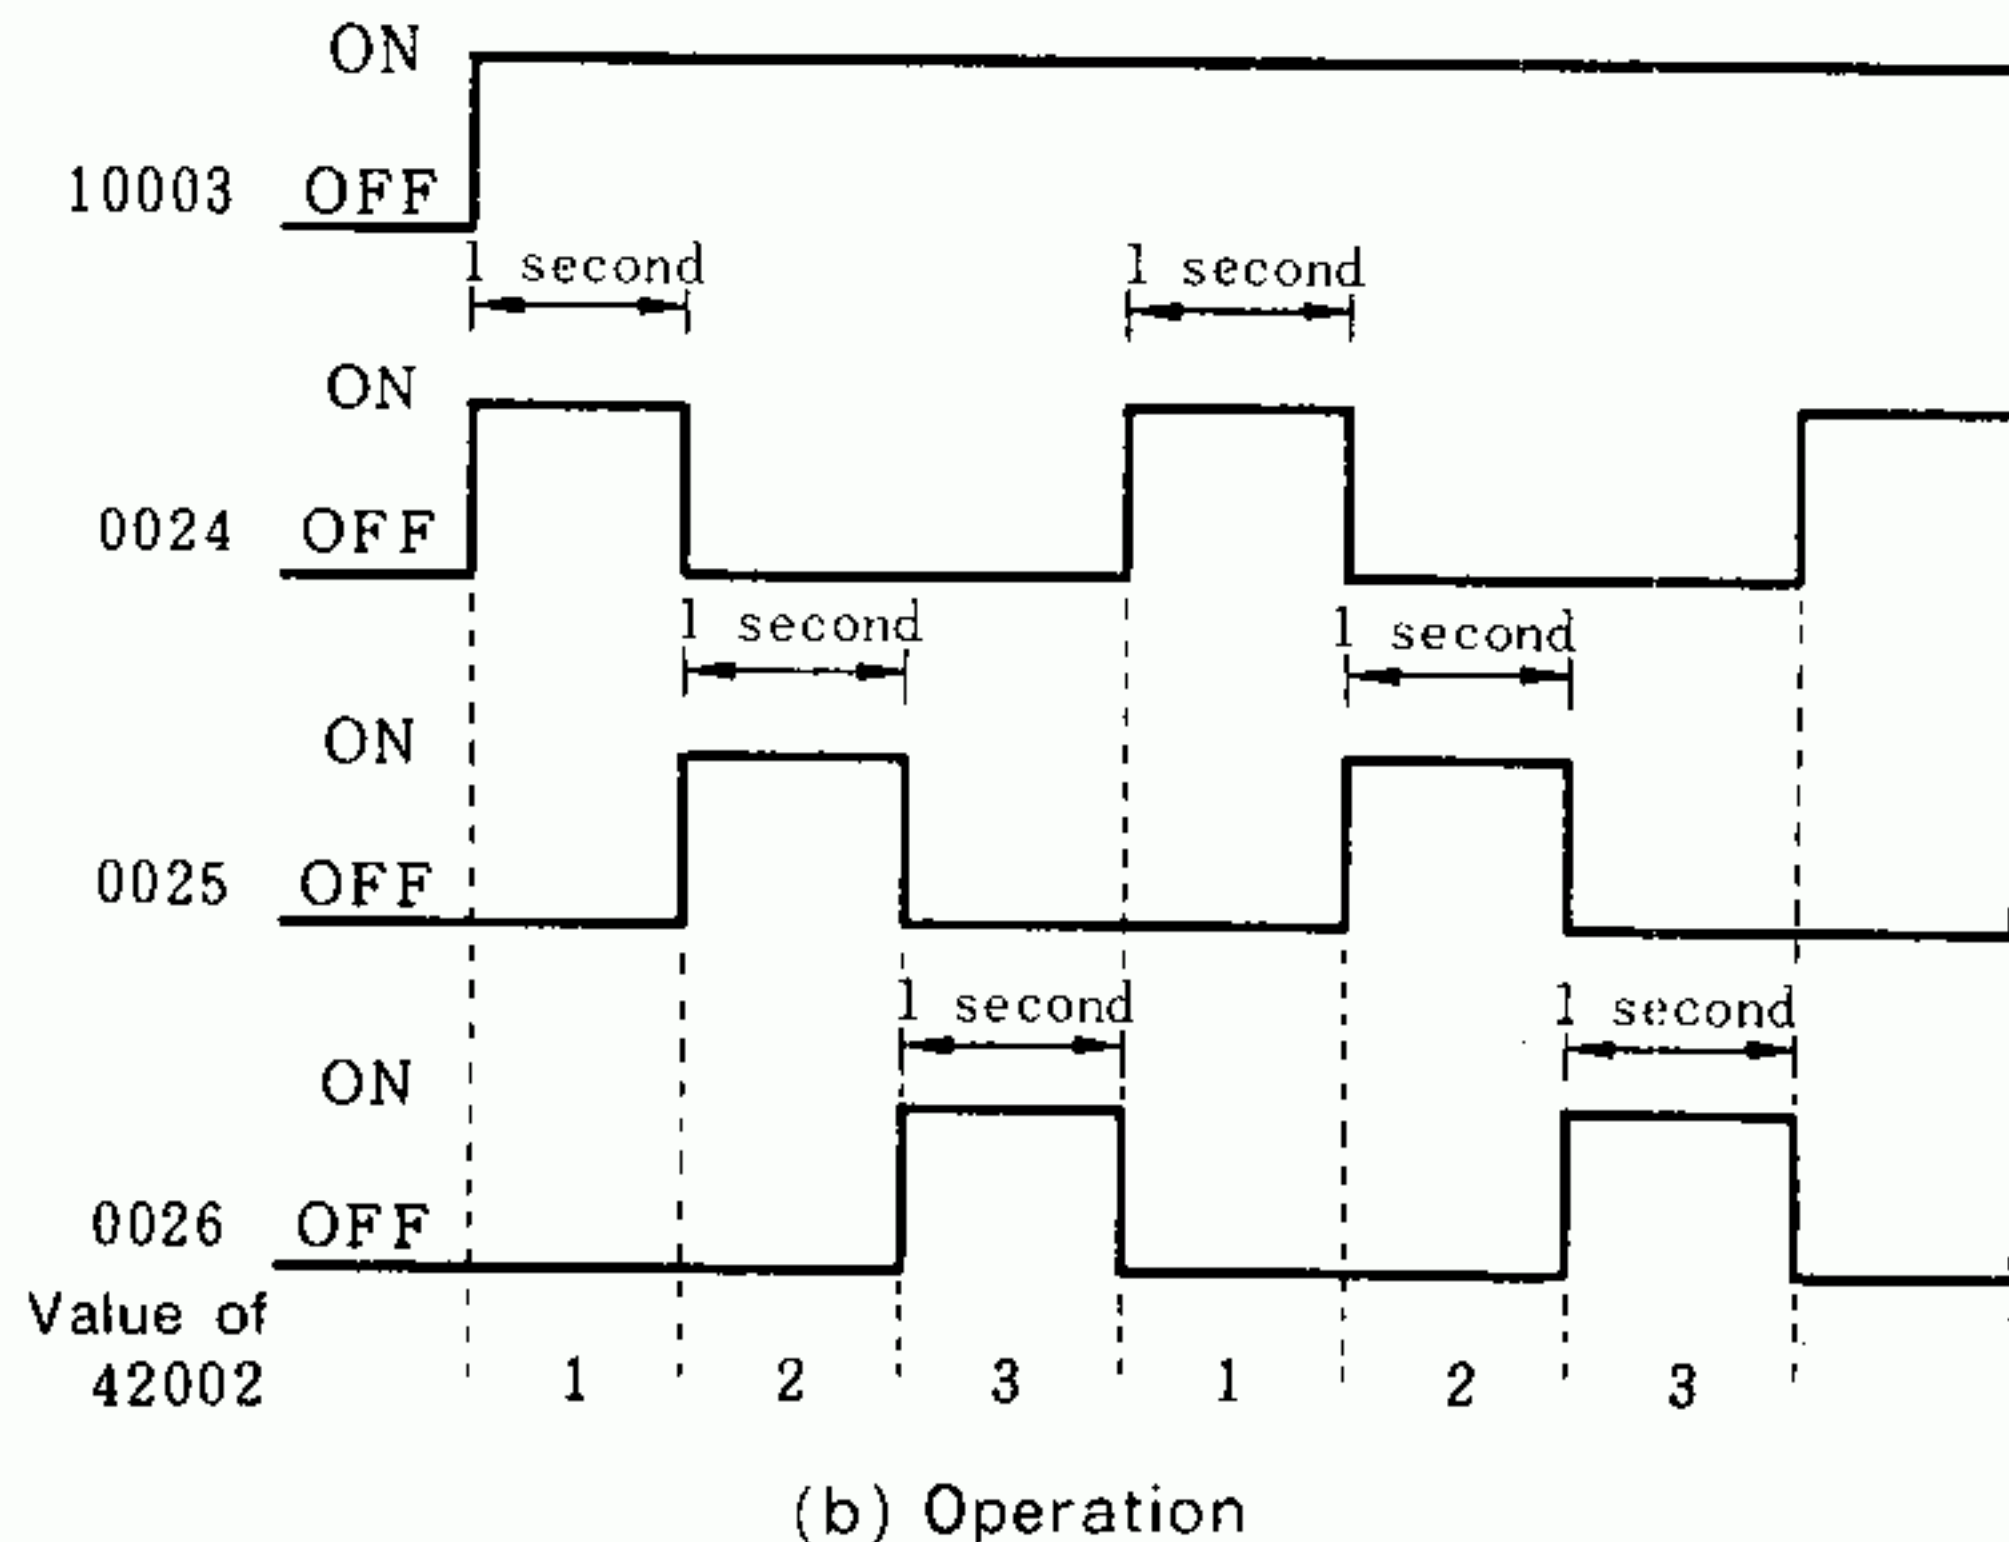 ON
10003 OFF
1 second 1 second
ON
0024 OFF
1 second 1 second
ON
0025 OFF
1 second 1 second
ON
0026 OFF
Value of
42002 1 2 3 1 2 3
(b) Operation